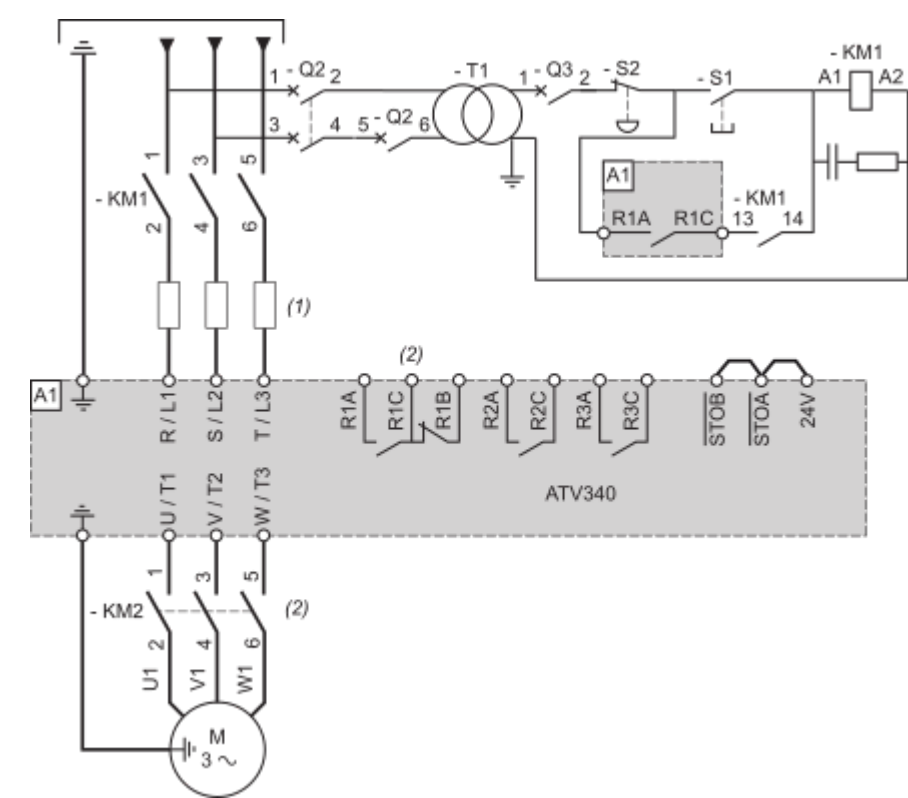 1 - Q2 2
3 4 5 - Q2 6
- T1
1 - Q3 2
- S2
- S1
- KM1
A1 A2
A1
R1A R1C
- KM1
13 14
1 3 5
- KM1
2 4 6
(1)
(2)
A1
R / L1 S / L2 T / L3
R1A R1C R1B R2A R2C R3A R3C
STOB STOA 24V
ATV340
U / T1 V / T2 W / T3
1 3 5
- KM2
(2)
2 4 6
U1 V1 W1
M
3 ~